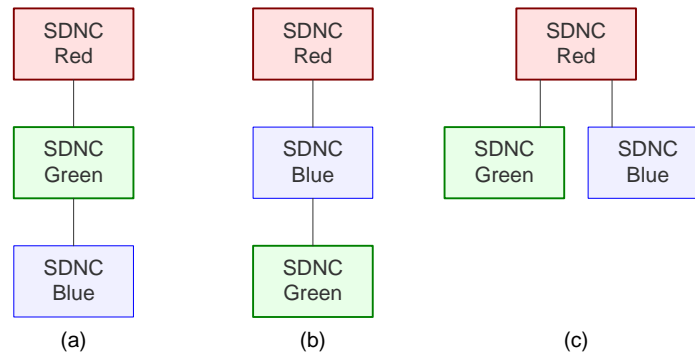 SDNC
Red
SDNC
Green
SDNC
Blue
(a)
SDNC
Red
SDNC
Blue
SDNC
Green
(b)
SDNC
Red
SDNC
Green
SDNC
Blue
(c)